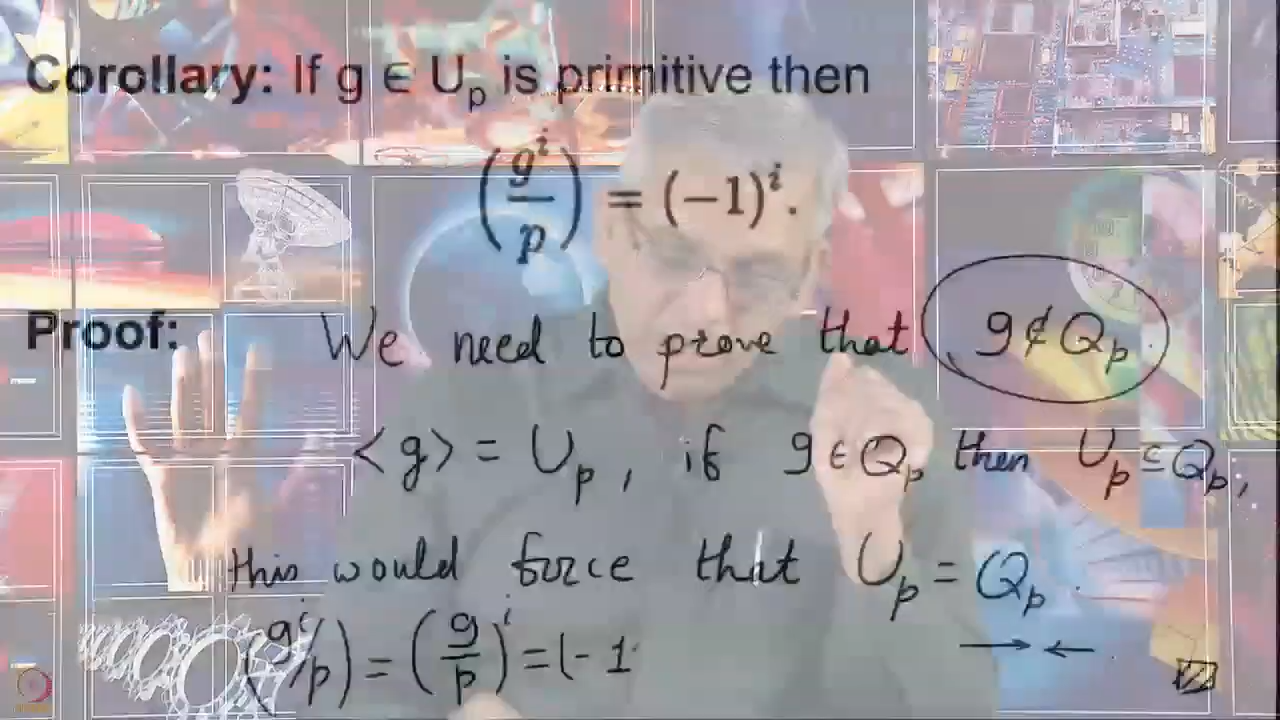 Corollary: If g ∈ Uₚ is primitive then
(gⁱ/p) = (−1)ⁱ.
Proof: We need to prove that g ∉ Qₚ.
<g> = Uₚ, if g ∈ Qₚ then Uₚ ⊆ Qₚ,
this would force that Uₚ = Qₚ.
(gⁱ/p) = (g/p)ⁱ = (-1